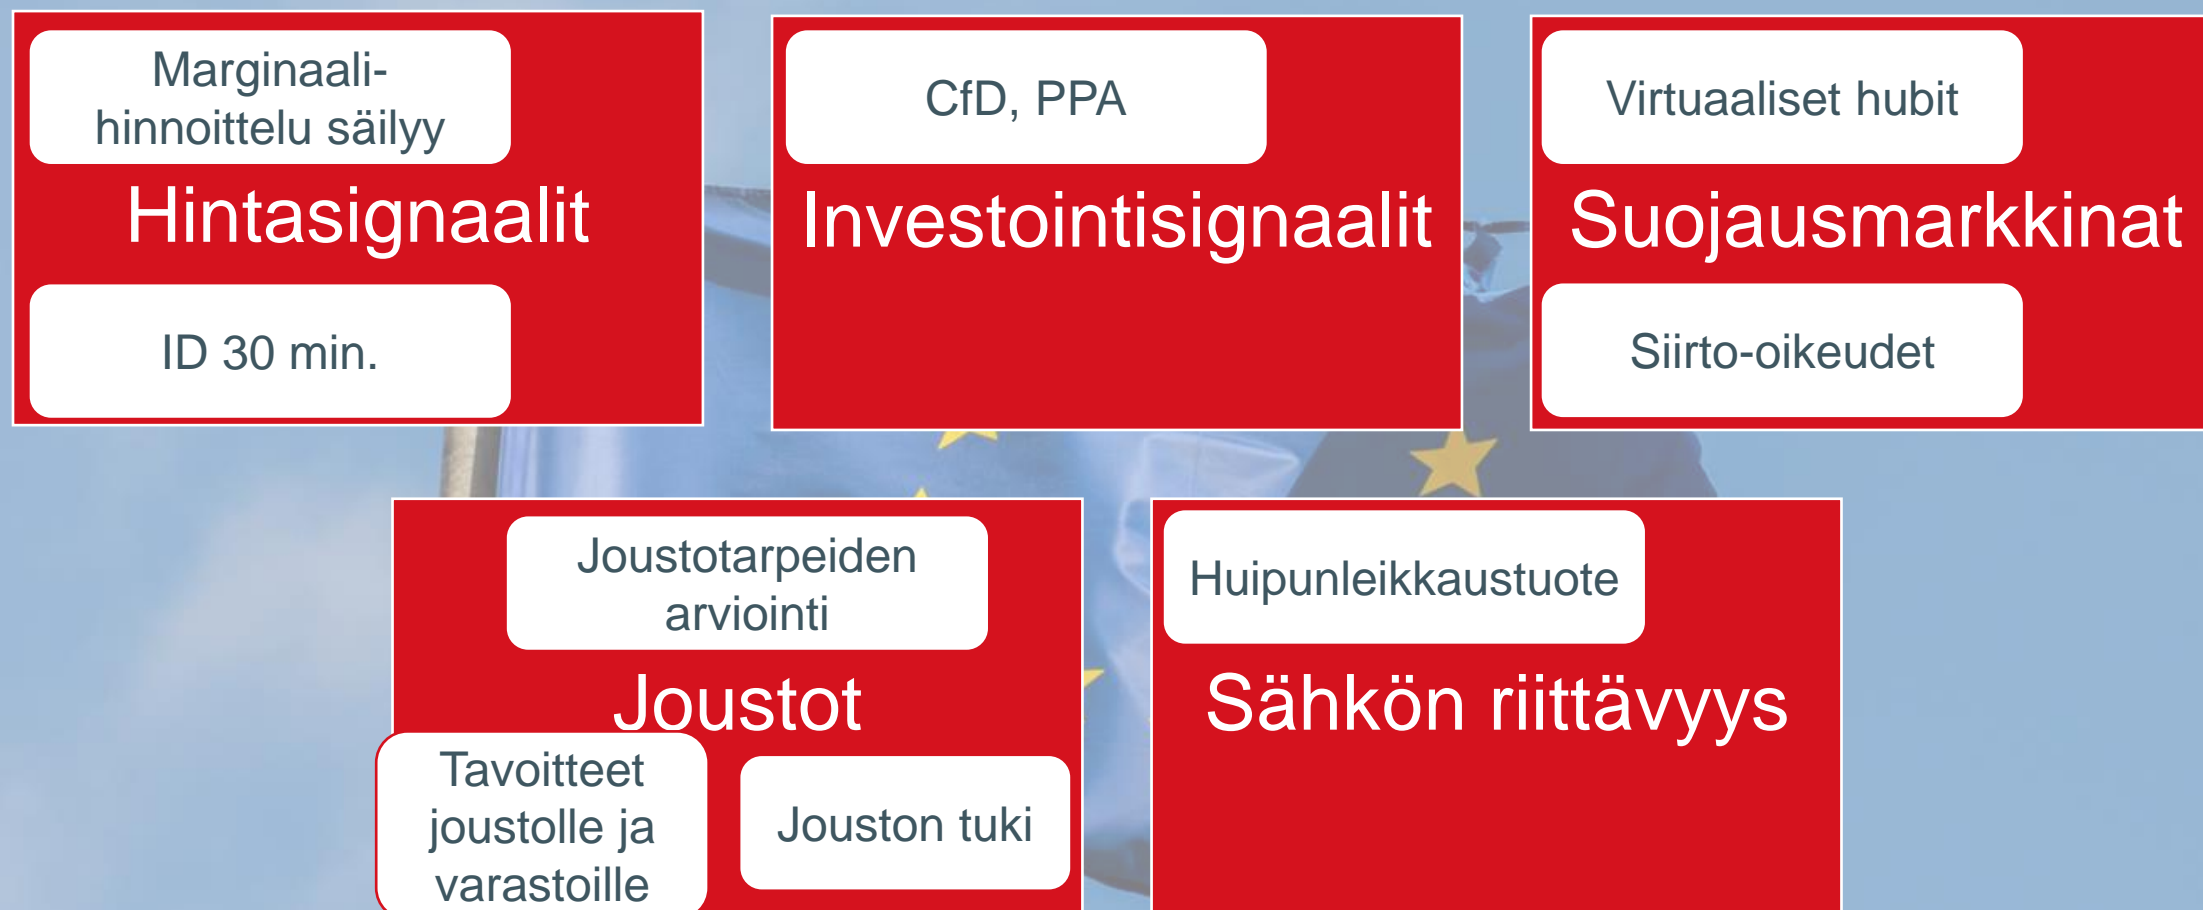 Marginaali-
hinnoittelu säilyy
Hintasignaalit
ID 30 min.
CfD, PPA
Investointisignaalit
Virtuaaliset hubit
Suojausmarkkinat
Siirto-oikeudet
Joustotarpeiden
arviointi
Joustot
Tavoitteet
joustolle ja
varastoille
Jouston tuki
Huipunleikkaustuote
Sähkön riittävyys